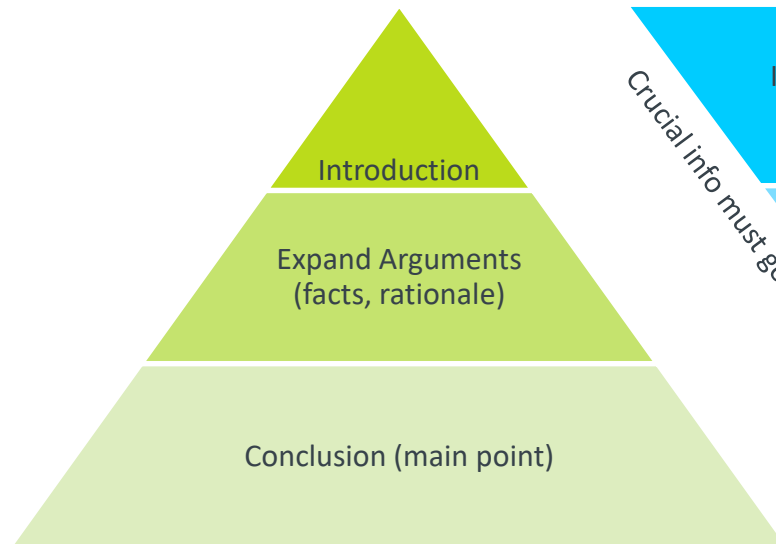 Introduction
Expand Arguments
(facts, rationale)
Conclusion (main point)
Crucial info must